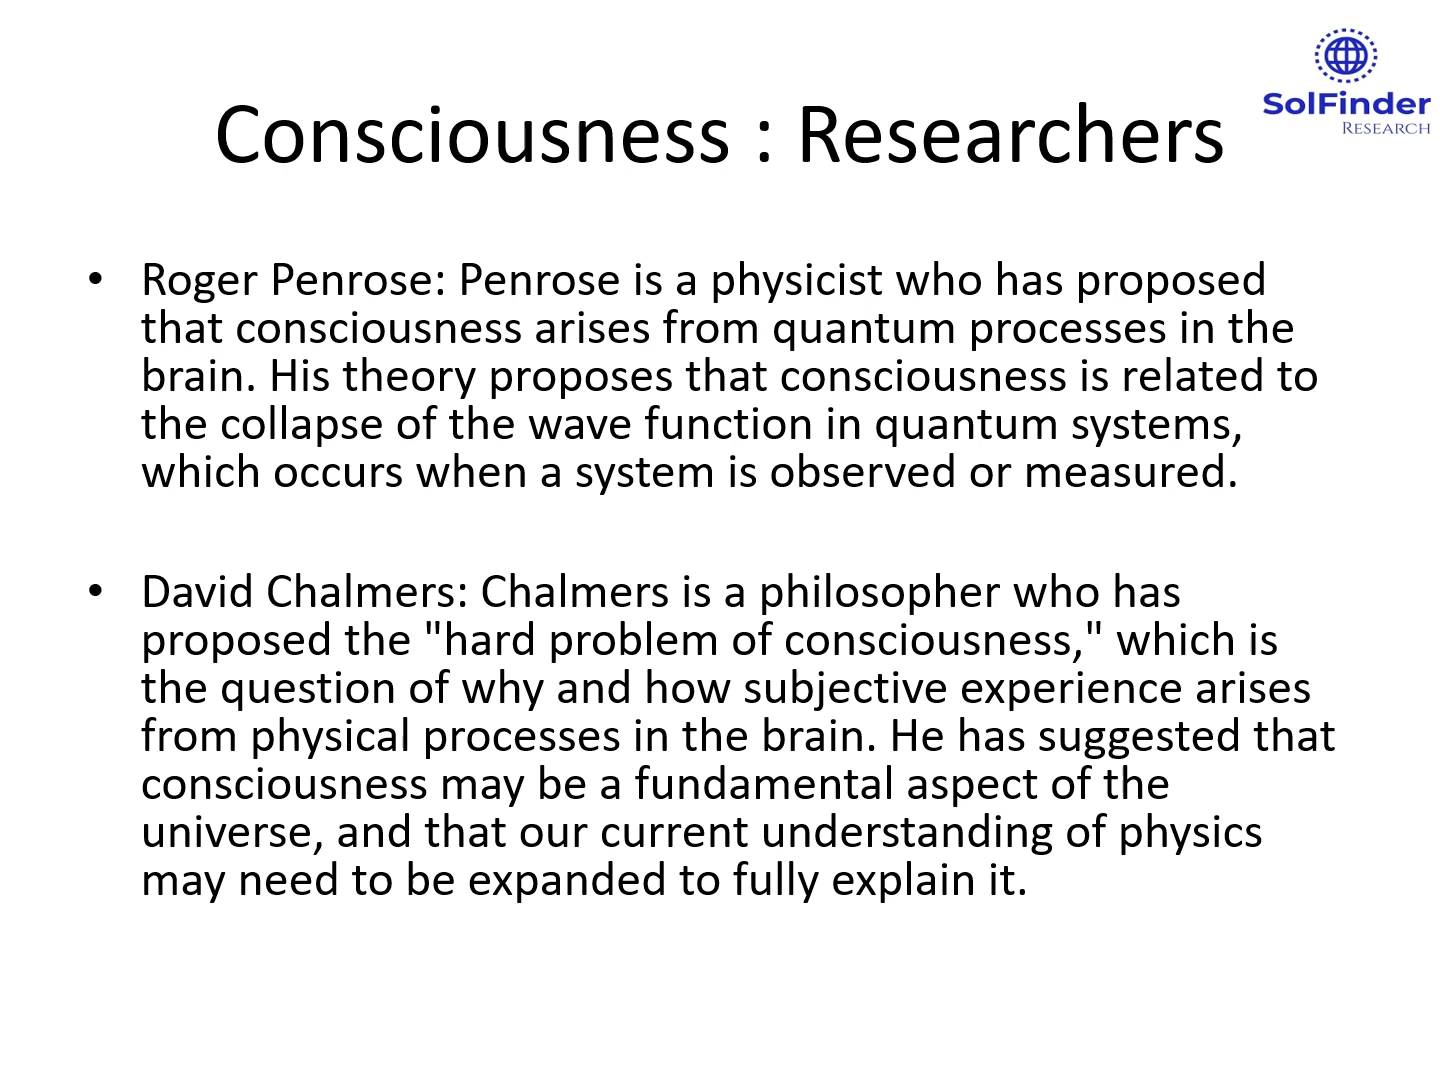 SolFinder
RESEARCH
Consciousness : Researchers
• Roger Penrose: Penrose is a physicist who has proposed
that consciousness arises from quantum processes in the
brain. His theory proposes that consciousness is related to
the collapse of the wave function in quantum systems,
which occurs when a system is observed or measured.
• David Chalmers: Chalmers is a philosopher who has
proposed the "hard problem of consciousness," which is
the question of why and how subjective experience arises
from physical processes in the brain. He has suggested that
consciousness may be a fundamental aspect of the
universe, and that our current understanding of physics
may need to be expanded to fully explain it.